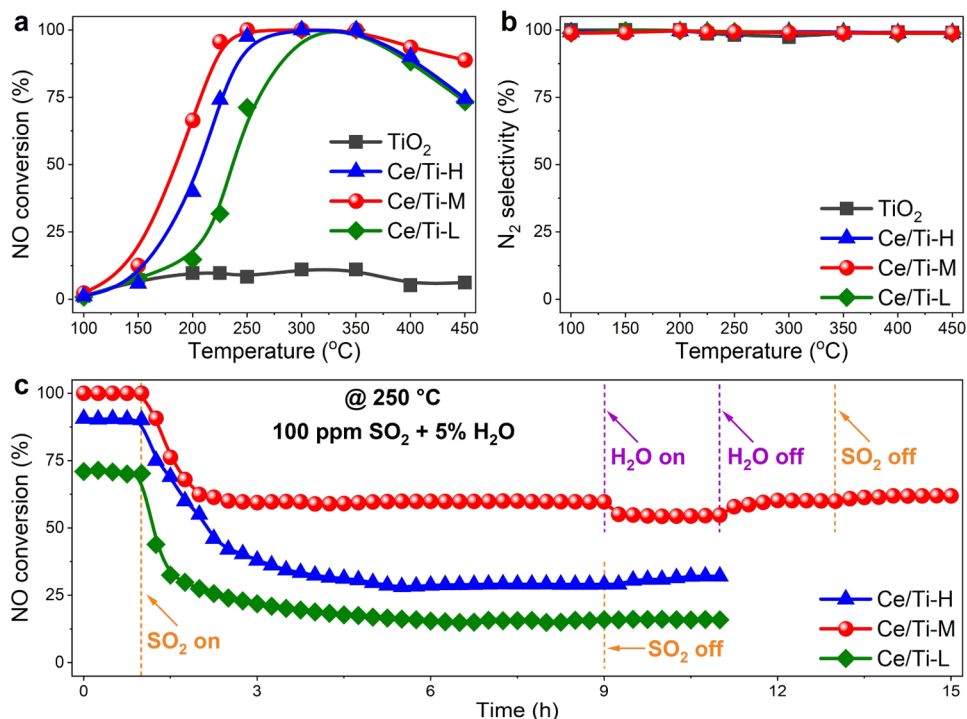 a
NO conversion (%)
100
75
50
25
0
TiO2
Ce/Ti-H
Ce/Ti-M
Ce/Ti-L
100 150 200 250 300 350 400 450
Temperature (oC)
b
N2 selectivity (%)
100
75
50
25
0
TiO2
Ce/Ti-H
Ce/Ti-M
Ce/Ti-L
100 150 200 250 300 350 400 450
Temperature (oC)
c
NO conversion (%)
100
75
50
25
0
@ 250 °C
100 ppm SO2 + 5% H2O
H2O on
H2O off
SO2 off
SO2 on
SO2 off
Ce/Ti-H
Ce/Ti-M
Ce/Ti-L
0 3 6 9 12 15
Time (h)